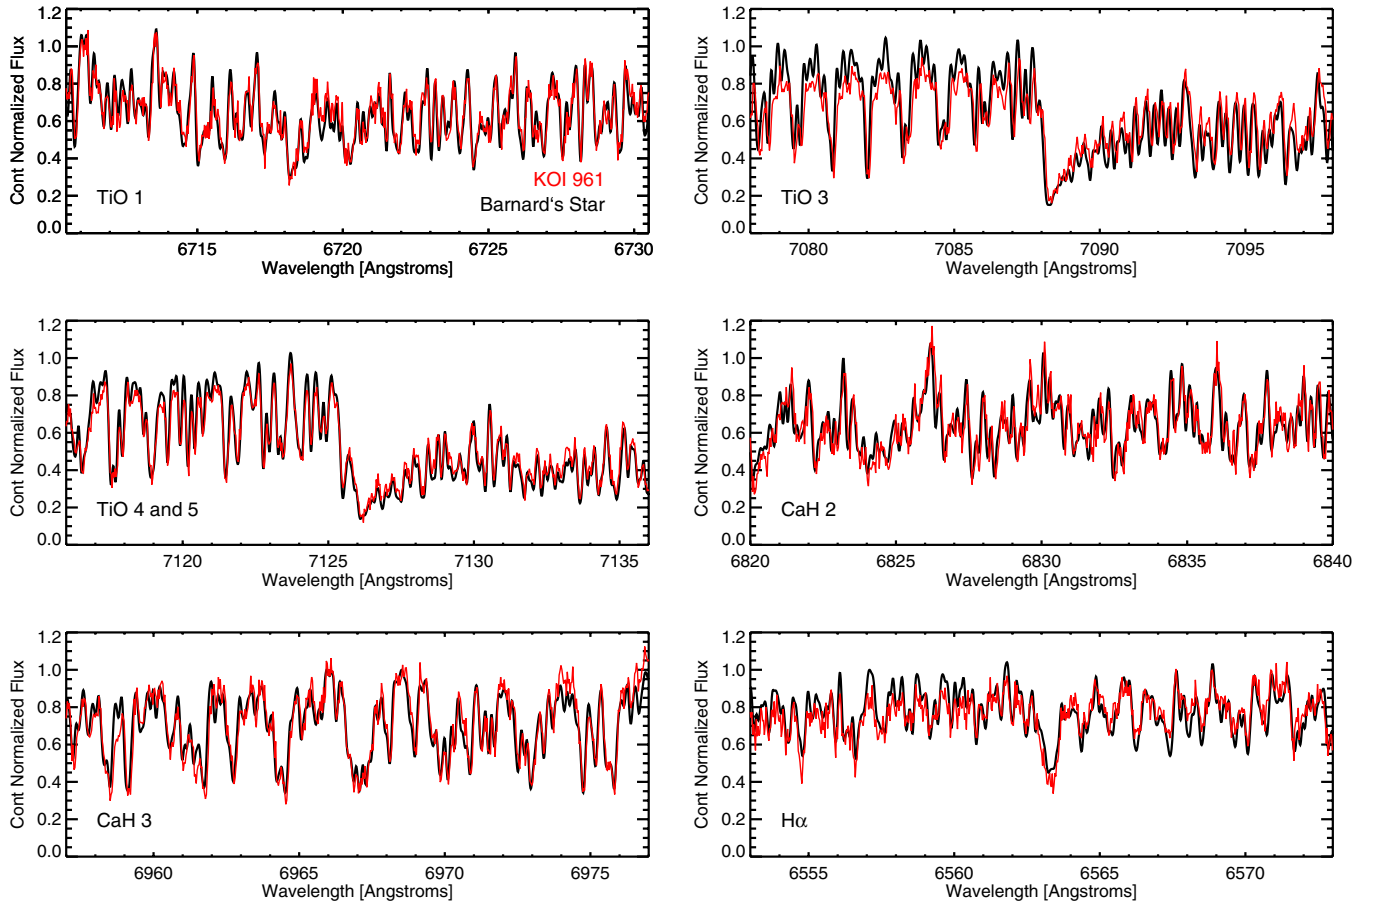 Cont Normalized Flux
1.2
1.0
0.8
0.6
0.4
0.2
0.0
TiO 1
KOI 961
Barnard's Star
6715 6720 6725 6730
Wavelength [Angstroms]
Cont Normalized Flux
1.2
1.0
0.8
0.6
0.4
0.2
0.0
TiO 3
7080 7085 7090 7095
Wavelength [Angstroms]
Cont Normalized Flux
1.2
1.0
0.8
0.6
0.4
0.2
0.0
TiO 4 and 5
7120 7125 7130 7135
Wavelength [Angstroms]
Cont Normalized Flux
1.2
1.0
0.8
0.6
0.4
0.2
0.0
CaH 2
6820 6825 6830 6835 6840
Wavelength [Angstroms]
Cont Normalized Flux
1.2
1.0
0.8
0.6
0.4
0.2
0.0
CaH 3
6960 6965 6970 6975
Wavelength [Angstroms]
Cont Normalized Flux
1.2
1.0
0.8
0.6
0.4
0.2
0.0
Hα
6555 6560 6565 6570
Wavelength [Angstroms]